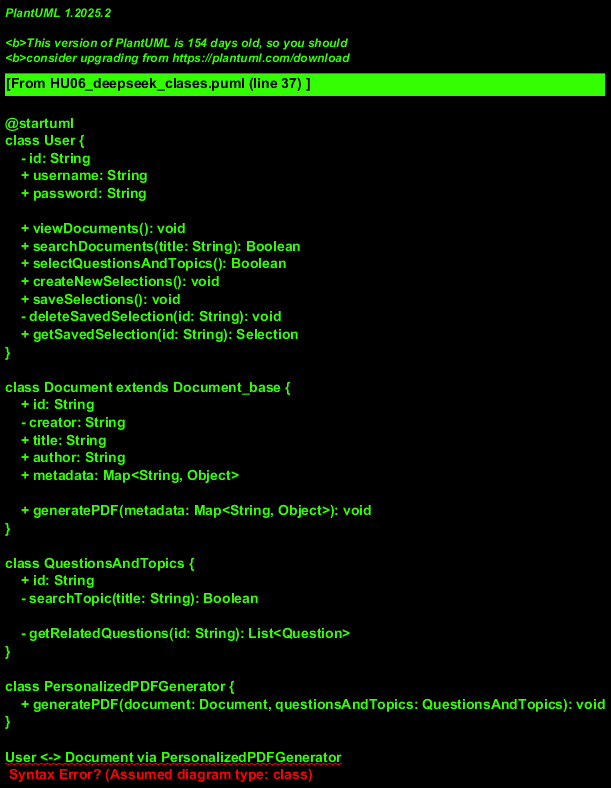 PlantUML 1.2025.2
<b>This version of PlantUML is 154 days old, so you should
<b>consider upgrading from https://plantuml.com/download
[From HU06_deepseek_clases.puml (line 37) ]
@startuml
class User {
- id: String
+ username: String
+ password: String
+ viewDocuments(): void
+ searchDocuments(title: String): Boolean
+ selectQuestionsAndTopics(): Boolean
+ createNewSelections(): void
+ saveSelections(): void
- deleteSavedSelection(id: String): void
+ getSavedSelection(id: String): Selection
}
class Document extends Document_base {
+ id: String
- creator: String
+ title: String
+ author: String
+ metadata: Map<String, Object>
+ generatePDF(metadata: Map<String, Object>): void
}
class QuestionsAndTopics {
+ id: String
- searchTopic(title: String): Boolean
- getRelatedQuestions(id: String): List<Question>
}
class PersonalizedPDFGenerator {
+ generatePDF(document: Document, questionsAndTopics: QuestionsAndTopics): void
}
User <-> Document via PersonalizedPDFGenerator
Syntax Error? (Assumed diagram type: class)